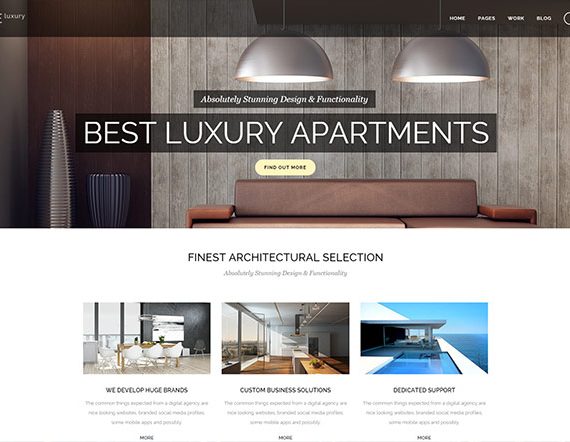 luxury
HOME PAGES WORK BLOG
Absolutely Stunning Design & Functionality
BEST LUXURY APARTMENTS
FIND OUT MORE
FINEST ARCHITECTURAL SELECTION
Absolutely Stunning Design & Functionality
WE DEVELOP HUGE BRANDS
The common things expected from a digital agency are
nice looking websites, branded social media profiles,
some mobile apps and possibly.
MORE
CUSTOM BUSINESS SOLUTIONS
The common things expected from a digital agency are
nice looking websites, branded social media profiles,
some mobile apps and possibly.
MORE
DEDICATED SUPPORT
The common things expected from a digital agency are
nice looking websites, branded social media profiles,
some mobile apps and possibly.
MORE